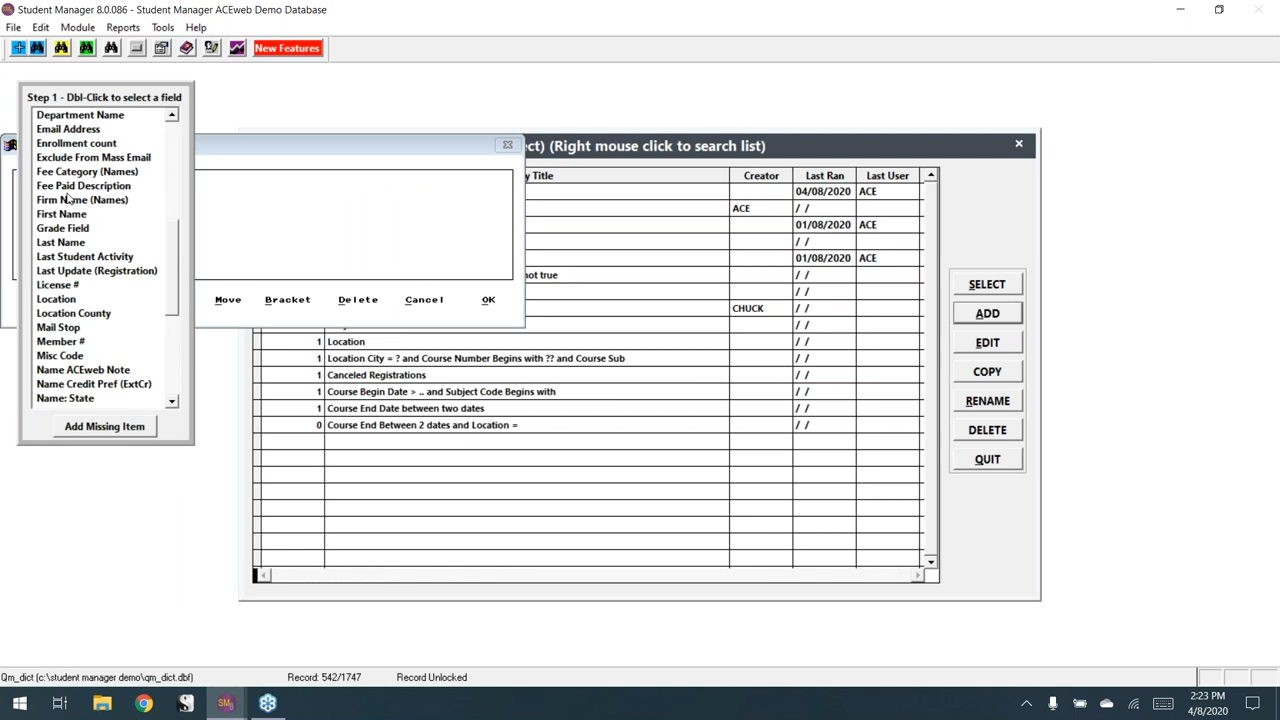 Student Manager 8.0.086 - Student Manager ACEweb Demo Database
File Edit Module Reports Tools Help
New Features
Step 1 - Dbl-Click to select a field
Department Name
Email Address
Enrollment count
Exclude From Mass Email
Fee Category (Names)
Fee Paid Description
Firm Name (Names)
First Name
Grade Field
Last Name
Last Student Activity
Last Update (Registration)
License #
Location
Location County
Mail Stop
Member #
Misc Code
Name ACEweb Note
Name Credit Pref (ExtCr)
Name: State
Add Missing Item
Move Bracket Delete Cancel OK
ct) (Right mouse click to search list)
y Title Creator Last Ran Last User
04/08/2020 ACE
ACE / /
01/08/2020 ACE
/ /
01/08/2020 ACE
not true / /
/ /
CHUCK / /
/ /
1 Location / /
1 Location City = ? and Course Number Begins with ?? and Course Sub / /
1 Canceled Registrations / /
1 Course Begin Date > .. and Subject Code Begins with / /
1 Course End Date between two dates / /
0 Course End Between 2 dates and Location = / /
SELECT
ADD
EDIT
COPY
RENAME
DELETE
QUIT
Qm_dict (c:\student manager demo\qm_dict.dbf) Record: 542/1747 Record Unlocked
2:23 PM
4/8/2020